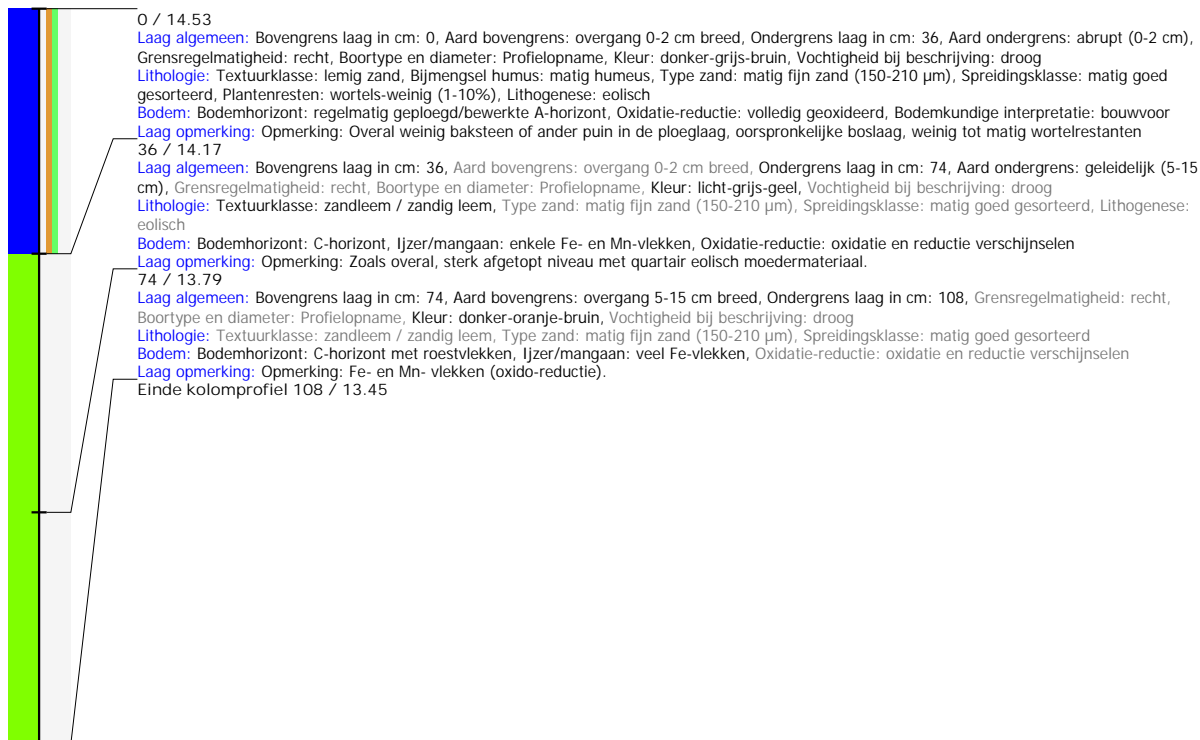 0 / 14.53
Laag algemeen: Bovengrens laag in cm: 0, Aard bovengrens: overgang 0-2 cm breed, Ondergrens laag in cm: 36, Aard ondergrens: abrupt (0-2 cm),
Grensregelmatigheid: recht, Boortype en diameter: Profielopname, Kleur: donker-grijs-bruin, Vochtigheid bij beschrijving: droog
Lithologie: Textuurklasse: lemig zand, Bijmengsel humus: matig humeus, Type zand: matig fijn zand (150-210 µm), Spreidingsklasse: matig goed
gesorteerd, Plantenresten: wortels-weinig (1-10%), Lithogenese: eolisch
Bodem: Bodemhorizont: regelmatig geploegd/bewerkte A-horizont, Oxidatie-reductie: volledig geoxideerd, Bodemkundige interpretatie: bouwvoor
Laag opmerking: Opmerking: Overal weinig baksteen of ander puin in de ploeglaag, oorspronkelijke boslaag, weinig tot matig wortelrestanten
36 / 14.17
Laag algemeen: Bovengrens laag in cm: 36, Aard bovengrens: overgang 0-2 cm breed, Ondergrens laag in cm: 74, Aard ondergrens: geleidelijk (5-15
cm), Grensregelmatigheid: recht, Boortype en diameter: Profielopname, Kleur: licht-grijs-geel, Vochtigheid bij beschrijving: droog
Lithologie: Textuurklasse: zandleem / zandig leem, Type zand: matig fijn zand (150-210 µm), Spreidingsklasse: matig goed gesorteerd, Lithogenese:
eolisch
Bodem: Bodemhorizont: C-horizont, Ijzer/mangaan: enkele Fe- en Mn-vlekken, Oxidatie-reductie: oxidatie en reductie verschijnselen
Laag opmerking: Opmerking: Zoals overal, sterk afgetopt niveau met quartair eolisch moedermateriaal.
74 / 13.79
Laag algemeen: Bovengrens laag in cm: 74, Aard bovengrens: overgang 5-15 cm breed, Ondergrens laag in cm: 108, Grensregelmatigheid: recht,
Boortype en diameter: Profielopname, Kleur: donker-oranje-bruin, Vochtigheid bij beschrijving: droog
Lithologie: Textuurklasse: zandleem / zandig leem, Type zand: matig fijn zand (150-210 µm), Spreidingsklasse: matig goed gesorteerd
Bodem: Bodemhorizont: C-horizont met roestvlekken, Ijzer/mangaan: veel Fe-vlekken, Oxidatie-reductie: oxidatie en reductie verschijnselen
Laag opmerking: Opmerking: Fe- en Mn- vlekken (oxido-reductie).
Einde kolomprofiel 108 / 13.45